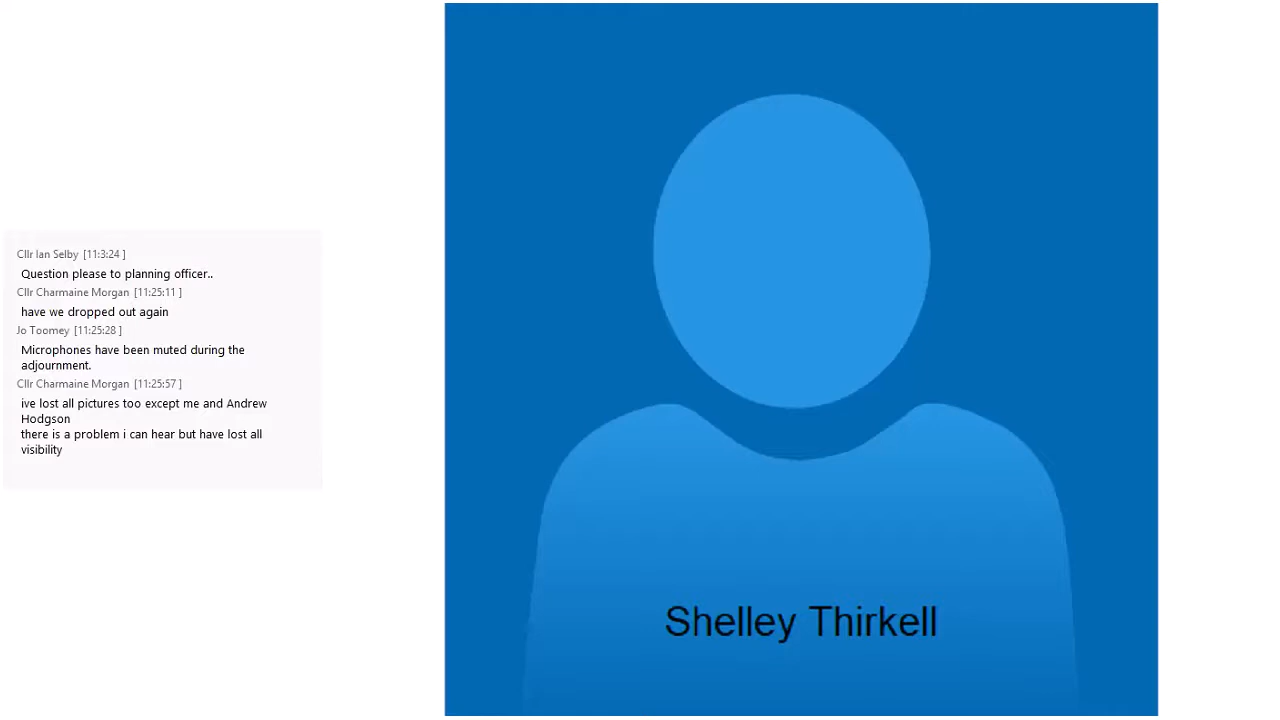 Cllr Ian Selby [11:3:24 ]
Question please to planning officer..
Cllr Charmaine Morgan [11:25:11 ]
have we dropped out again
Jo Toomey [11:25:28 ]
Microphones have been muted during the
adjournment.
Cllr Charmaine Morgan [11:25:57 ]
ive lost all pictures too except me and Andrew
Hodgson
there is a problem i can hear but have lost all
visibility
Shelley Thirkell